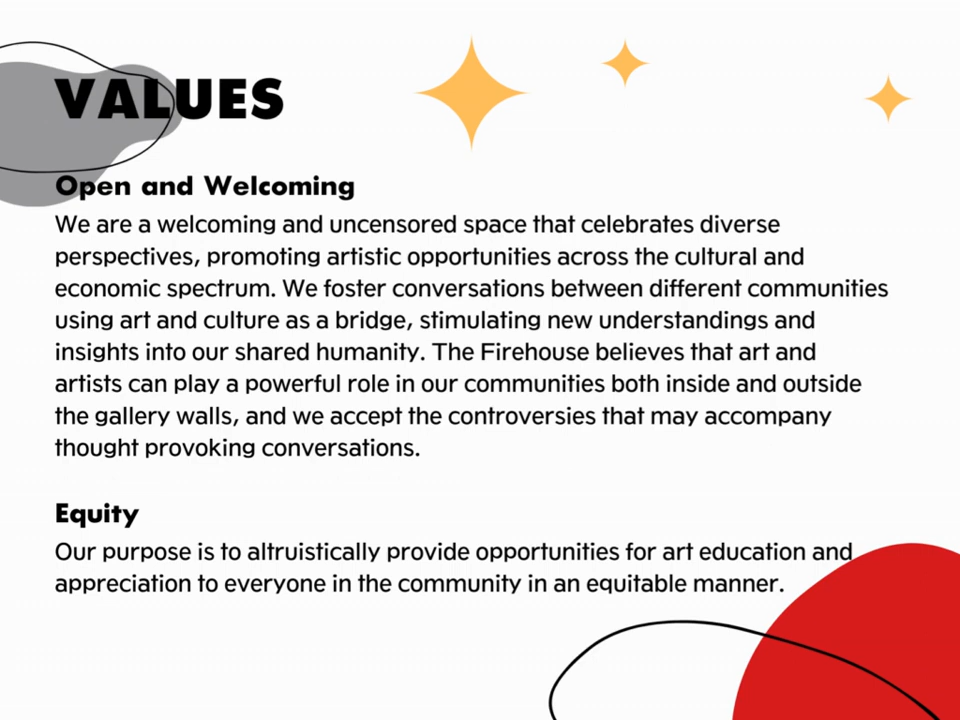 VALUES
Open and Welcoming
We are a welcoming and uncensored space that celebrates diverse
perspectives, promoting artistic opportunities across the cultural and
economic spectrum. We foster conversations between different communities
using art and culture as a bridge, stimulating new understandings and
insights into our shared humanity. The Firehouse believes that art and
artists can play a powerful role in our communities both inside and outside
the gallery walls, and we accept the controversies that may accompany
thought provoking conversations.
Equity
Our purpose is to altruistically provide opportunities for art education and
appreciation to everyone in the community in an equitable manner.